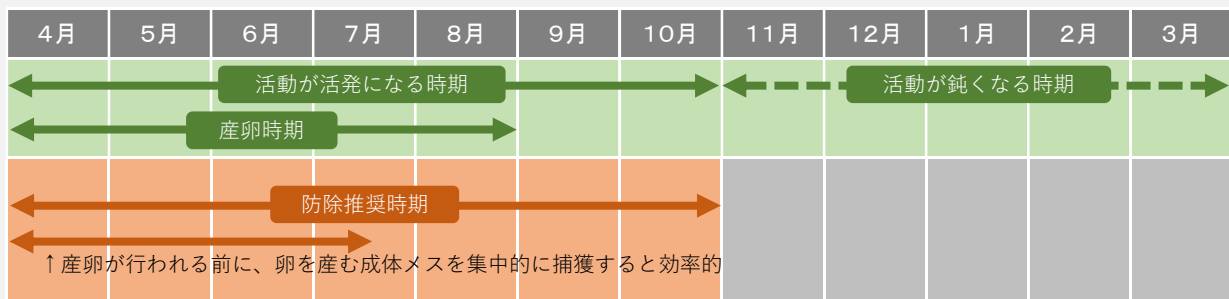 4月 5月 6月 7月 8月 9月 10月 11月 12月 1月 2月 3月
活動が活発になる時期 活動が鈍くなる時期
産卵時期
防除推奨時期
↑産卵が行われる前に、卵を産む成体メスを集中的に捕獲すると効率的